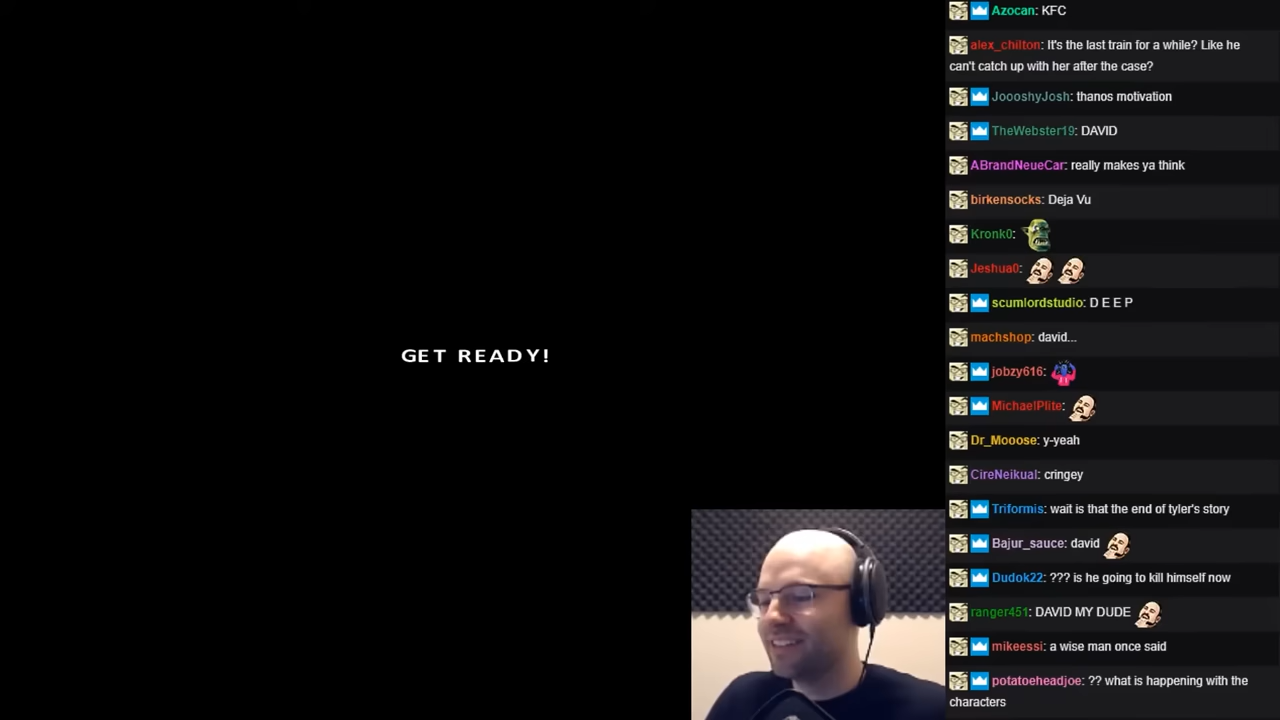 GET READY!
Azocan: KFC
alex_chilton: It's the last train for a while? Like he
can't catch up with her after the case?
JoooshyJosh: thanos motivation
TheWebster19: DAVID
ABrandNeueCar: really makes ya think
birkensocks: Deja Vu
Kronk0:
Jeshua0:
scumlordstudio: D E E P
machshop: david...
jobzy616:
MichaelPlite:
Dr_Mooose: y-yeah
CireNeikual: cringey
Triformis: wait is that the end of tyler's story
Bajur_sauce: david
Dudok22: ??? is he going to kill himself now
ranger451: DAVID MY DUDE
mikeessi: a wise man once said
potatoeheadjoe: ?? what is happening with the
characters